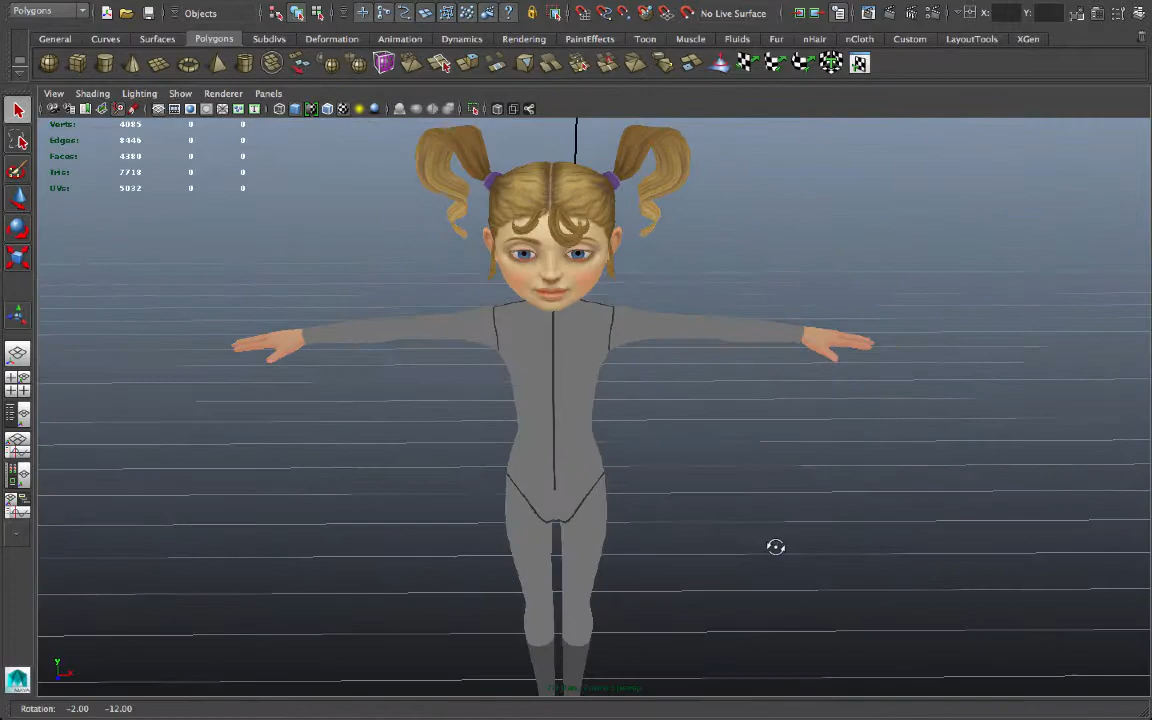 Polygons
Objects
No Live Surface
X:
Y:
General Curves Surfaces Polygons Subdivs Deformation Animation Dynamics Rendering PaintEffects Toon Muscle Fluids Fur nHair nCloth Custom LayoutTools XGen
View Shading Lighting Show Renderer Panels
Verts: 4085 0 0
Edges: 8446 0 0
Faces: 4380 0 0
Tris: 7718 0 0
UVs: 5032 0 0
y
x
MAYA
Rotation: -2.00 -12.00